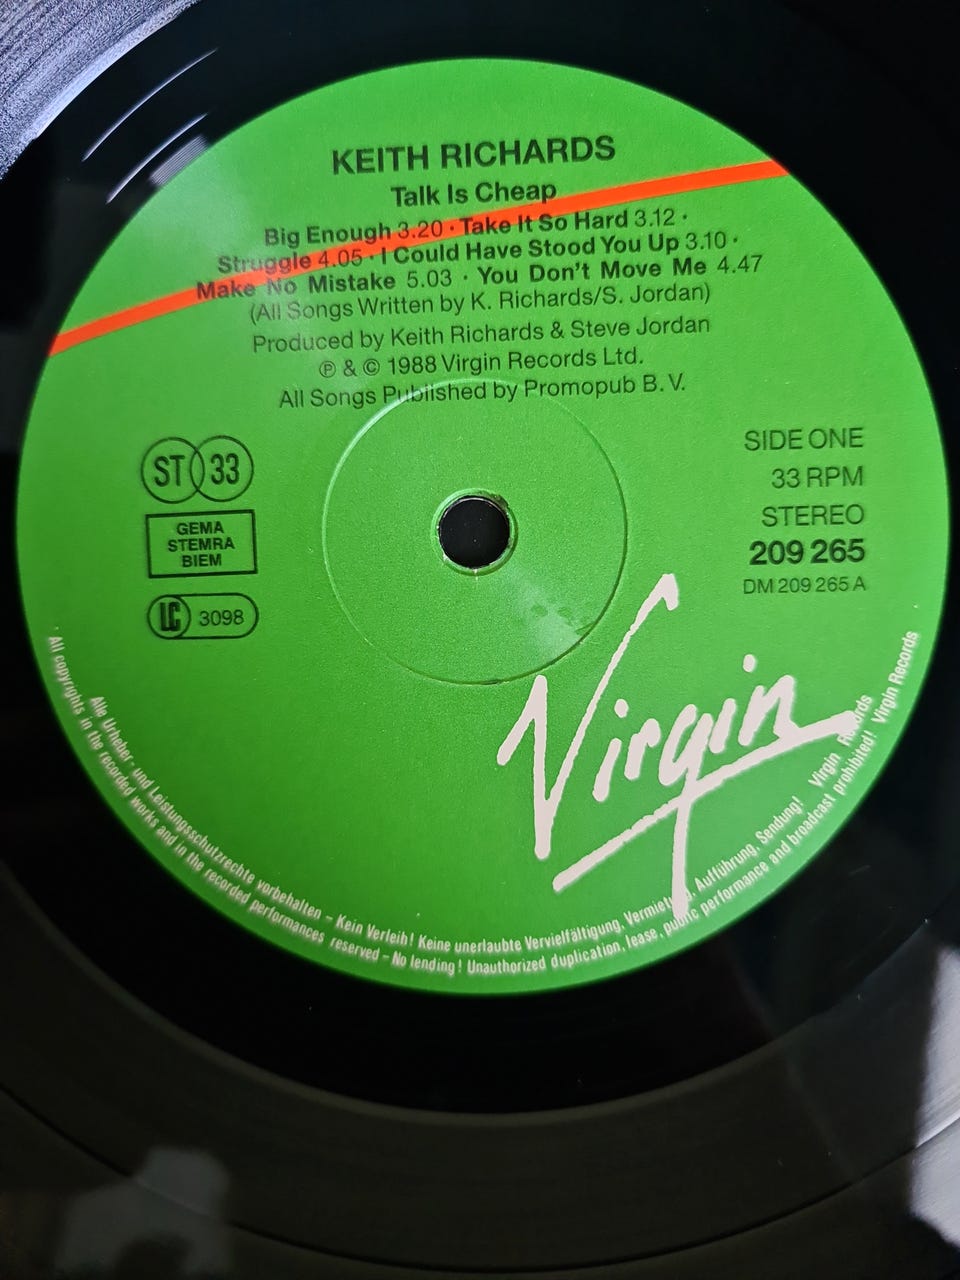 KEITH RICHARDS
Talk Is Cheap
Big Enough 3.20 · Take It So Hard 3.12 ·
Struggle 4.05 · I Could Have Stood You Up 3.10 ·
Make No Mistake 5.03 · You Don't Move Me 4.47
(All Songs Written by K. Richards/S. Jordan)
Produced by Keith Richards & Steve Jordan
℗ & © 1988 Virgin Records Ltd.
All Songs Published by Promopub B. V.
ST 33
GEMA
STEMRA
BIEM
LC 3098
SIDE ONE
33 RPM
STEREO
209 265
DM 209 265 A
Virgin
Alle Urheber- und Leistungsschutzrechte vorbehalten – Kein Verleih! Keine unerlaubte Vervielfältigung, Vermietung, Aufführung, Sendung! Virgin Records
All copyrights in the recorded works and in the recorded performances reserved – No lending! Unauthorized duplication, lease, public performance and broadcast prohibited! Virgin Records